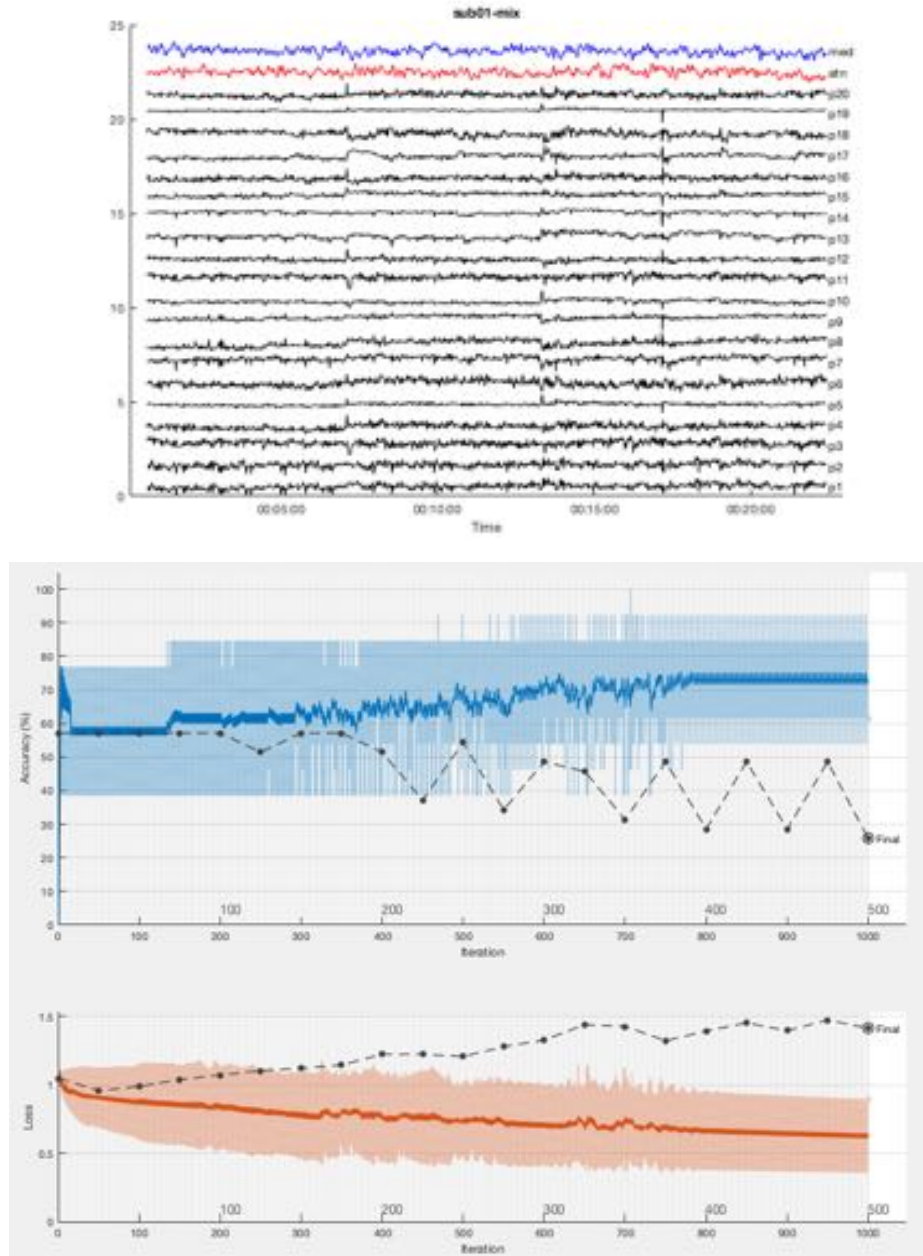 sub01-mix
25
20
15
10
5
0
med
attn
p20
p19
p18
p17
p16
p15
p14
p13
p12
p11
p10
p9
p8
p7
p6
p5
p4
p3
p2
p1
00:05:00 00:10:00 00:15:00 00:20:00
Time
Accuracy (%)
100
90
80
70
60
50
40
30
20
10
0
Final
100 200 300 400 500
0 100 200 300 400 500 600 700 800 900 1000
Iteration
Loss
1.5
1
0.5
0
Final
100 200 300 400 500
0 100 200 300 400 500 600 700 800 900 1000
Iteration